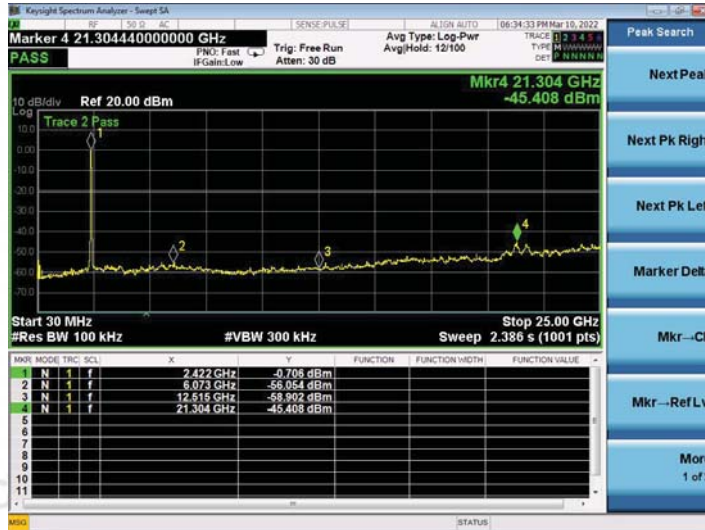 Keysight Spectrum Analyzer - Swept SA
RF 50 Ω AC SENSE:PULSE ALIGN AUTO 06:34:33 PM Mar 10, 2022
Marker 4 21.304440000000 GHz
PASS
PNO: Fast
IFGain:Low
Trig: Free Run
Atten: 30 dB
Avg Type: Log-Pwr
Avg|Hold: 12/100
TRACE 1 2 3 4 5
TYPE M
DET P N N N N N
Mkr4 21.304 GHz
-45.408 dBm
10 dB/div Ref 20.00 dBm
Log
Trace 2 Pass
10.0
0.00
-10.0
-20.0
-30.0
-40.0
-50.0
-60.0
-70.0
1
2
3
4
Start 30 MHz Stop 25.00 GHz
#Res BW 100 kHz #VBW 300 kHz Sweep 2.386 s (1001 pts)
MKR MODE TRC SCL X Y FUNCTION FUNCTION WIDTH FUNCTION VALUE
1 N 1 f 2.422 GHz -0.706 dBm
2 N 1 f 6.073 GHz -56.054 dBm
3 N 1 f 12.515 GHz -58.902 dBm
4 N 1 f 21.304 GHz -45.408 dBm
5
6
7
8
9
10
11
MSG STATUS
Peak Search
Next Peak
Next Pk Righ
Next Pk Lef
Marker Delt
Mkr→C
Mkr→Ref Lv
Mor
1 of